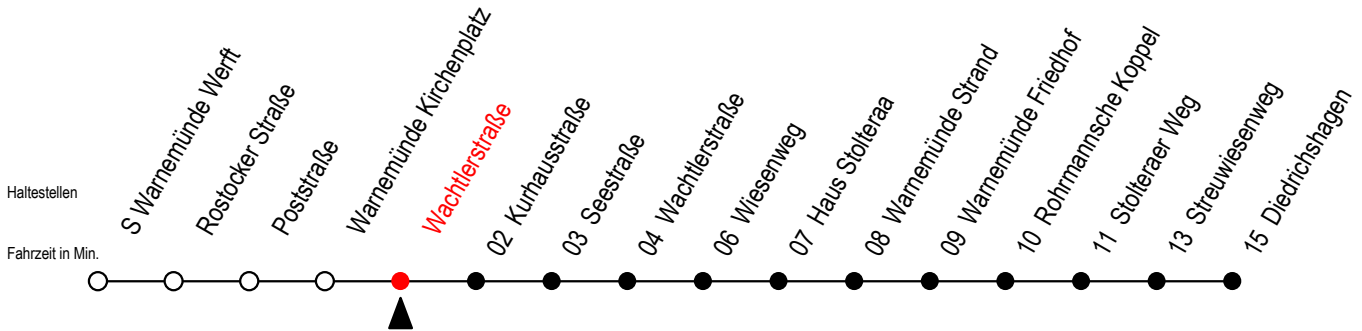 Haltestellen
Fahrzeit in Min.
S Warnemünde Werft
Rostocker Straße
Poststraße
Warnemünde Kirchenplatz
Wachtlerstraße
02 Kurhausstraße
03 Seestraße
04 Wachtlerstraße
06 Wiesenweg
07 Haus Stolteraa
08 Warnemünde Strand
09 Warnemünde Friedhof
10 Rohrmannsche Koppel
11 Stolteraer Weg
13 Streuwiesenweg
15 Diedrichshagen